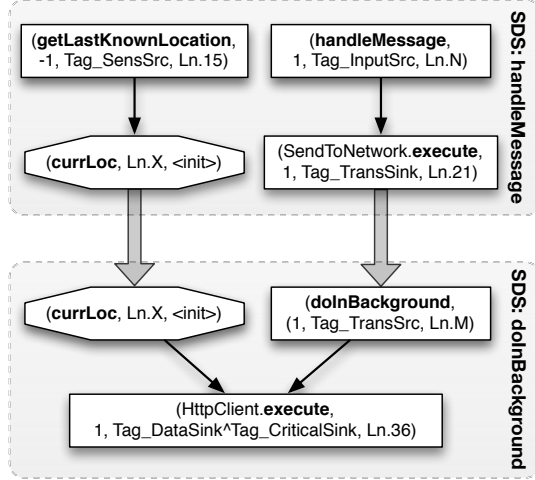 (getLastKnownLocation,
-1, Tag_SensSrc, Ln.15)
(handleMessage,
1, Tag_InputSrc, Ln.N)
(currLoc, Ln.X, <init>)
(SendToNetwork.execute,
1, Tag_TransSink, Ln.21)
SDS: handleMessage
(currLoc, Ln.X, <init>)
(doInBackground,
(1, Tag_TransSrc, Ln.M)
(HttpClient.execute,
1, Tag_DataSink^Tag_CriticalSink, Ln.36)
SDS: doInBackground